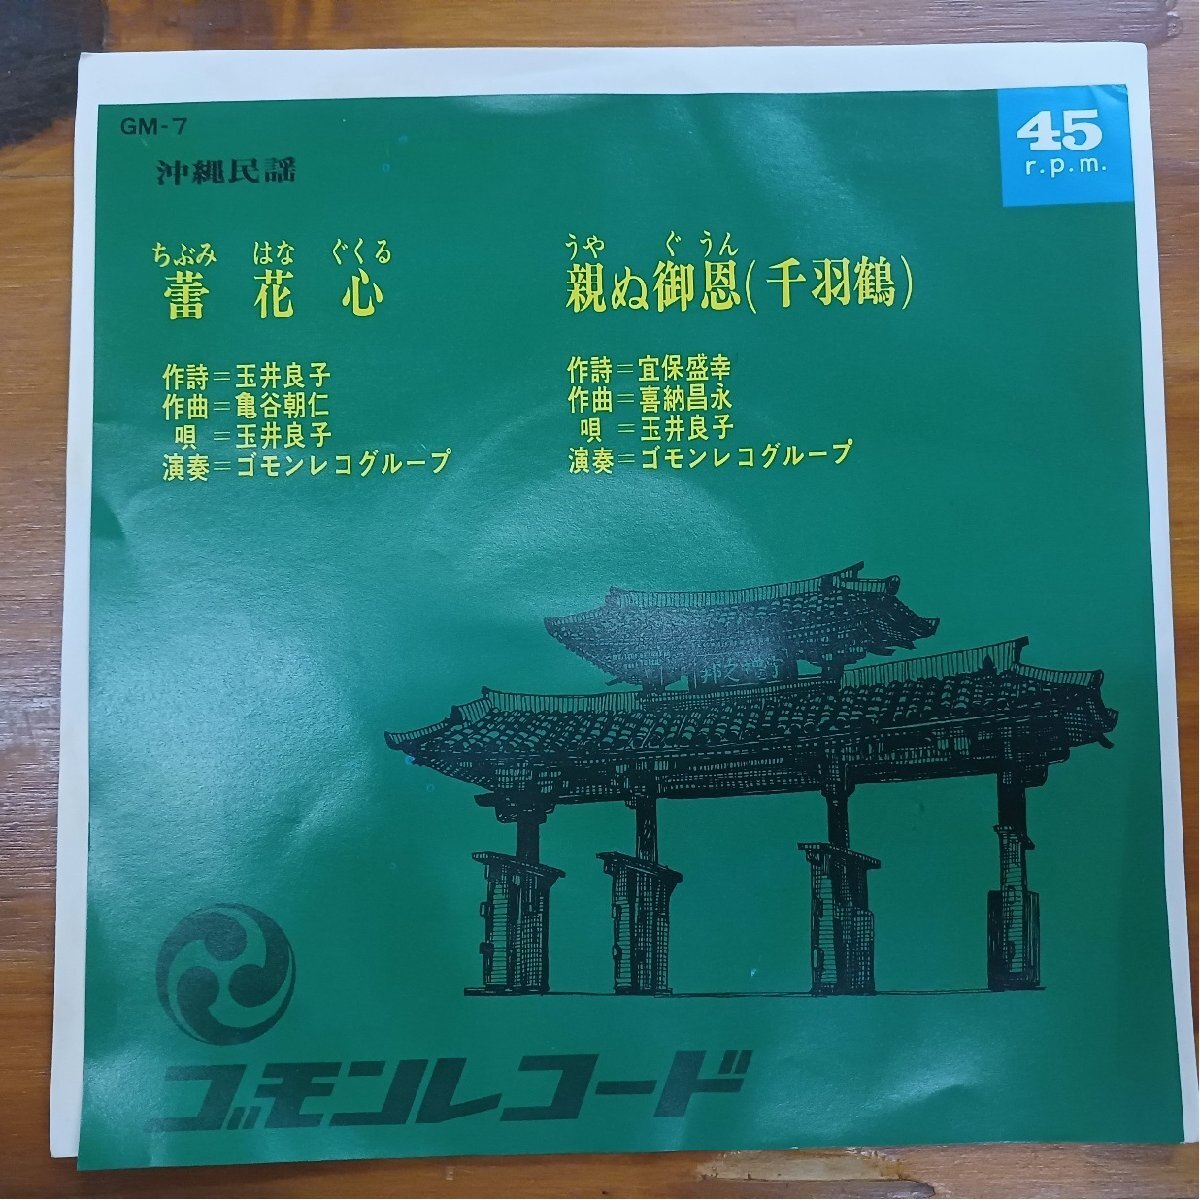 GM-7
45
r.p.m.
沖縄民謡
ちぶみ はな ぐくる
蕾 花 心
作詩=玉井良子
作曲=亀谷朝仁
唄=玉井良子
演奏=ゴモンレコグループ
うや ぐ うん
親ぬ御恩(千羽鶴)
作詩=宜保盛幸
作曲=喜納昌永
唄=玉井良子
演奏=ゴモンレコグループ
ゴモンレコード